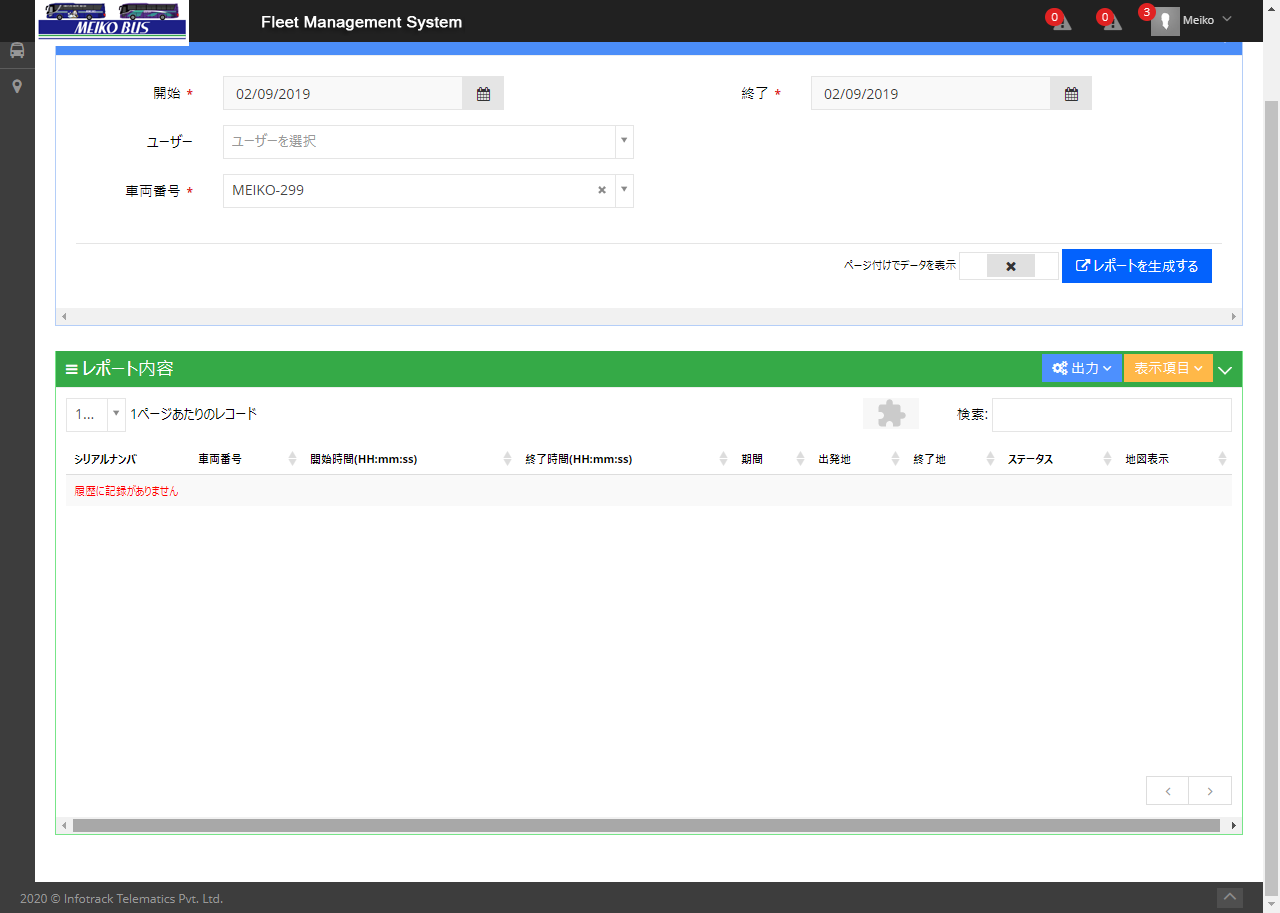 MEIKO BUS
Fleet Management System
0
0
3
Meiko
開始 *
02/09/2019
終了 *
02/09/2019
ユーザー
ユーザーを選択
車両番号 *
MEIKO-299
ページ付けでデータを表示
レポートを生成する
レポート内容
出力
表示項目
1...
1ページあたりのレコード
検索:
シリアルナンバ 車両番号 開始時間(HH:mm:ss) 終了時間(HH:mm:ss) 期間 出発地 終了地 ステータス 地図表示
履歴に記録がありません
2020 © Infotrack Telematics Pvt. Ltd.